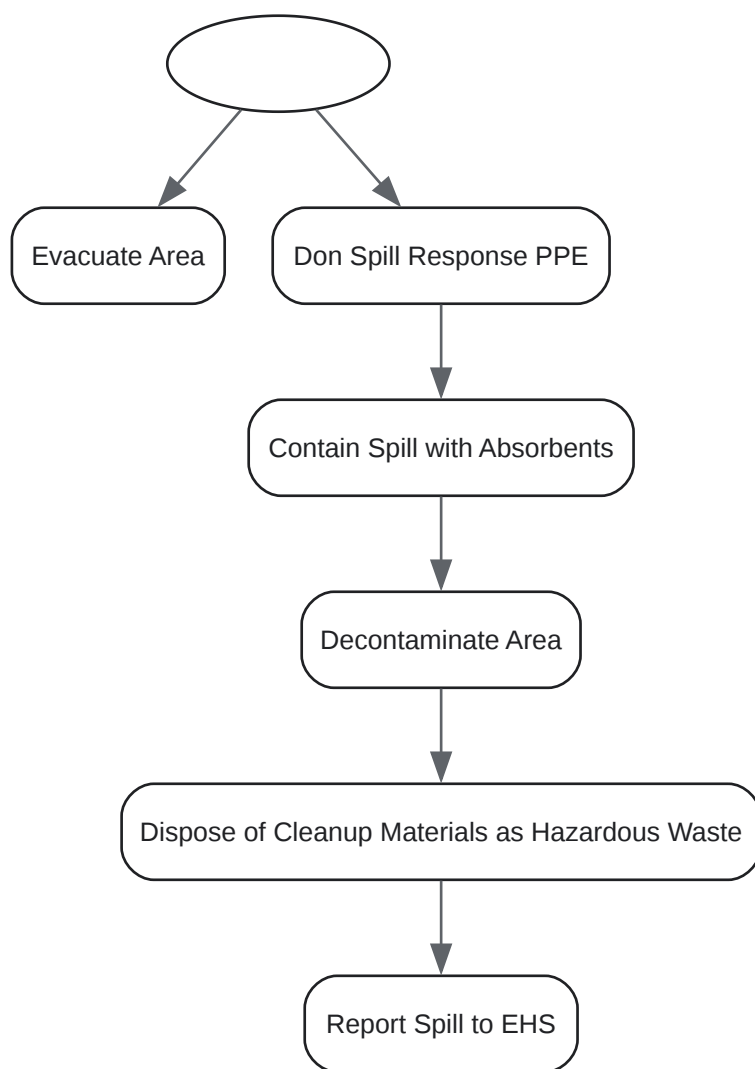 Evacuate Area
Don Spill Response PPE
Contain Spill with Absorbents
Decontaminate Area
Dispose of Cleanup Materials as Hazardous Waste
Report Spill to EHS